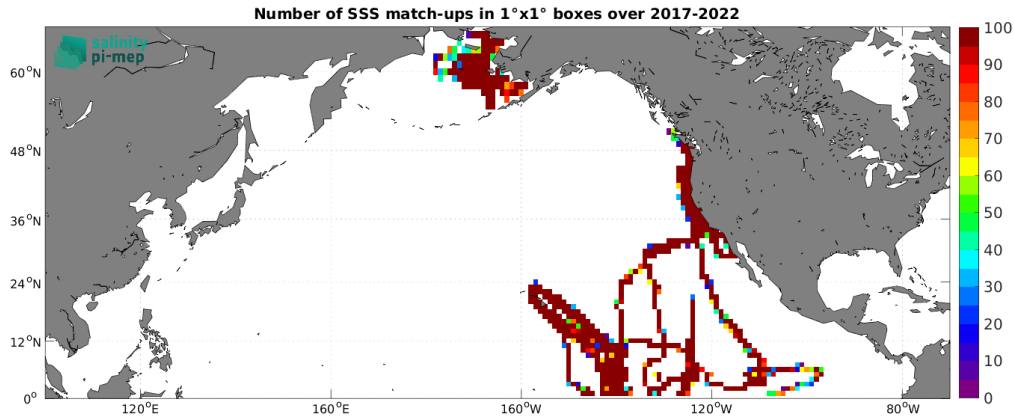 Number of SSS match-ups in 1°x1° boxes over 2017-2022
salinity
pi-mep
60°N
48°N
36°N
24°N
12°N
0°
120°E
160°E
160°W
120°W
80°W
100
90
80
70
60
50
40
30
20
10
0